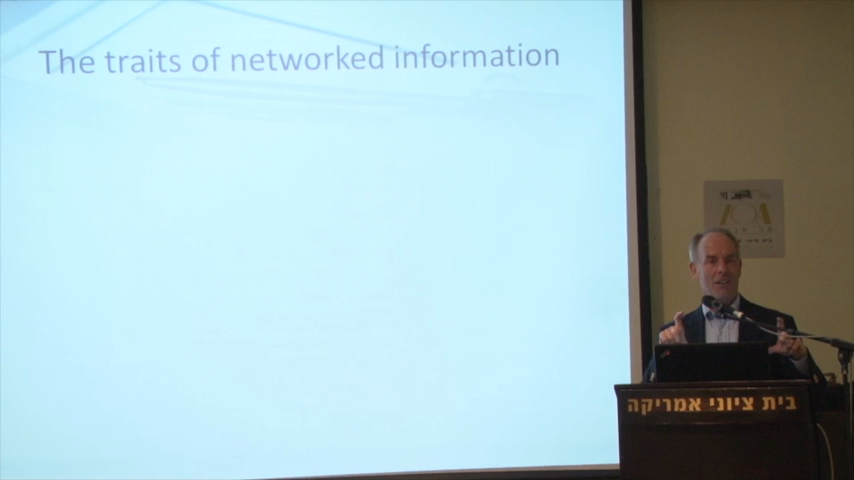 The traits of networked information
בית ציוני אמריקה